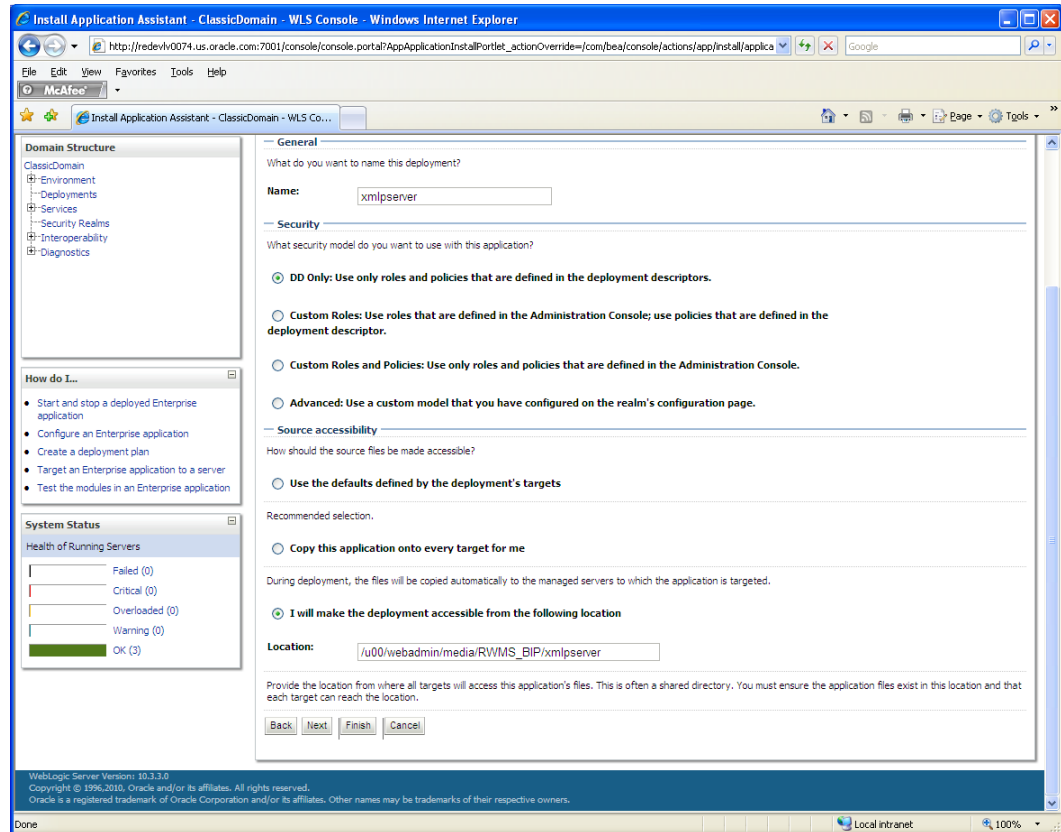 Install Application Assistant - ClassicDomain - WLS Console - Windows Internet Explorer
http://redevlv0074.us.oracle.com:7001/console/console.portal?AppApplicationInstallPortlet_actionOverride=/com/bea/console/actions/app/install/applica
Google
File Edit View Favorites Tools Help
McAfee
Install Application Assistant - ClassicDomain - WLS Co...
Page Tools »
Domain Structure
ClassicDomain
Environment
Deployments
Services
Security Realms
Interoperability
Diagnostics
How do I...
Start and stop a deployed Enterprise
application
Configure an Enterprise application
Create a deployment plan
Target an Enterprise application to a server
Test the modules in an Enterprise application
System Status
Health of Running Servers
Failed (0)
Critical (0)
Overloaded (0)
Warning (0)
OK (3)
General
What do you want to name this deployment?
Name: xmlpserver
Security
What security model do you want to use with this application?
DD Only: Use only roles and policies that are defined in the deployment descriptors.
Custom Roles: Use roles that are defined in the Administration Console; use policies that are defined in the
deployment descriptor.
Custom Roles and Policies: Use only roles and policies that are defined in the Administration Console.
Advanced: Use a custom model that you have configured on the realm's configuration page.
Source accessibility
How should the source files be made accessible?
Use the defaults defined by the deployment's targets
Recommended selection.
Copy this application onto every target for me
During deployment, the files will be copied automatically to the managed servers to which the application is targeted.
I will make the deployment accessible from the following location
Location: /u00/webadmin/media/RWMS_BIP/xmlpserver
Provide the location from where all targets will access this application's files. This is often a shared directory. You must ensure the application files exist in this location and that
each target can reach the location.
Back Next Finish Cancel
WebLogic Server Version: 10.3.3.0
Copyright © 1996,2010, Oracle and/or its affiliates. All rights reserved.
Oracle is a registered trademark of Oracle Corporation and/or its affiliates. Other names may be trademarks of their respective owners.
Done
Local intranet
100%